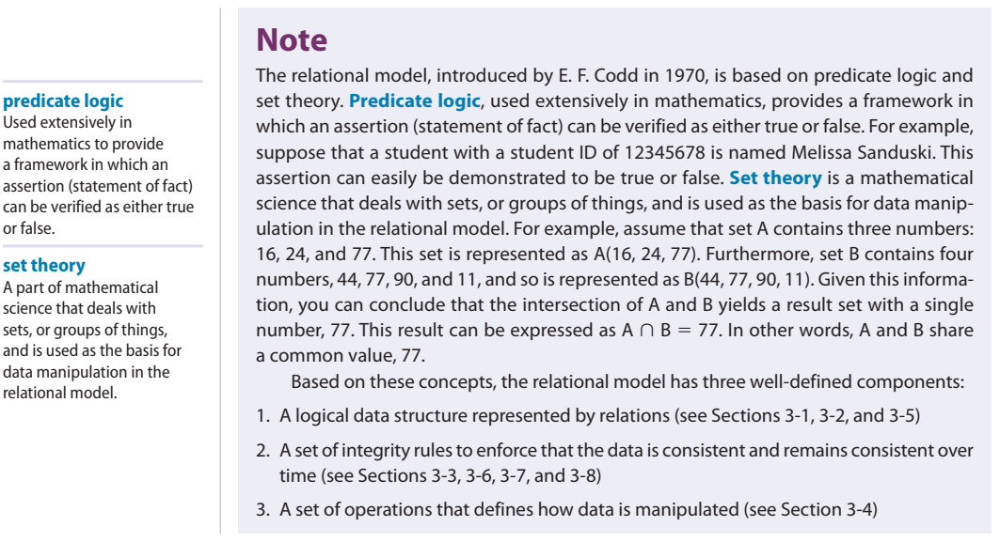 predicate logic
Used extensively in
mathematics to provide
a framework in which an
assertion (statement of fact)
can be verified as either true
or false.
set theory
A part of mathematical
science that deals with
sets, or groups of things,
and is used as the basis for
data manipulation in the
relational model.
Note
The relational model, introduced by E. F. Codd in 1970, is based on predicate logic and
set theory. Predicate logic, used extensively in mathematics, provides a framework in
which an assertion (statement of fact) can be verified as either true or false. For example,
suppose that a student with a student ID of 12345678 is named Melissa Sanduski. This
assertion can easily be demonstrated to be true or false. Set theory is a mathematical
science that deals with sets, or groups of things, and is used as the basis for data manip-
ulation in the relational model. For example, assume that set A contains three numbers:
16, 24, and 77. This set is represented as A(16, 24, 77). Furthermore, set B contains four
numbers, 44, 77, 90, and 11, and so is represented as B(44, 77, 90, 11). Given this informa-
tion, you can conclude that the intersection of A and B yields a result set with a single
number, 77. This result can be expressed as A ∩ B = 77. In other words, A and B share
a common value, 77.
Based on these concepts, the relational model has three well-defined components:
1. A logical data structure represented by relations (see Sections 3-1, 3-2, and 3-5)
2. A set of integrity rules to enforce that the data is consistent and remains consistent over
time (see Sections 3-3, 3-6, 3-7, and 3-8)
3. A set of operations that defines how data is manipulated (see Section 3-4)